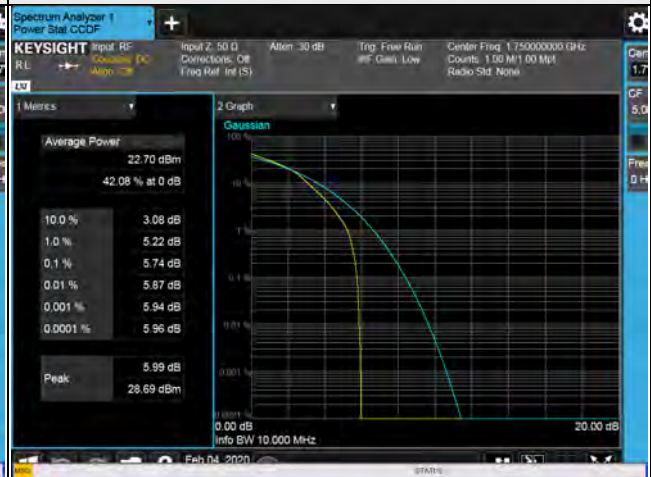 Spectrum Analyzer 1
Power Stat CCDF
KEYSIGHT
RL
Input: RF
Coupling: DC
Align: Off
Input Z: 50 Ω
Corrections: Off
Freq Ref: Int (S)
Atten: 30 dB
Trig: Free Run
#IF Gain: Low
Center Freq: 1.750000000 GHz
Counts: 1.00 M/1.00 Mpt
Radio Std: None
LXI
1 Metrics
Average Power
22.70 dBm
42.08 % at 0 dB
10.0 % 3.08 dB
1.0 % 5.22 dB
0.1 % 5.74 dB
0.01 % 5.87 dB
0.001 % 5.94 dB
0.0001 % 5.96 dB
Peak
5.99 dB
28.69 dBm
2 Graph
Gaussian
100 %
10 %
1 %
0.1 %
0.01 %
0.001 %
0.0001 %
0.00 dB
20.00 dB
Info BW 10.000 MHz
Feb 04, 2020
MSG
STATUS
CF